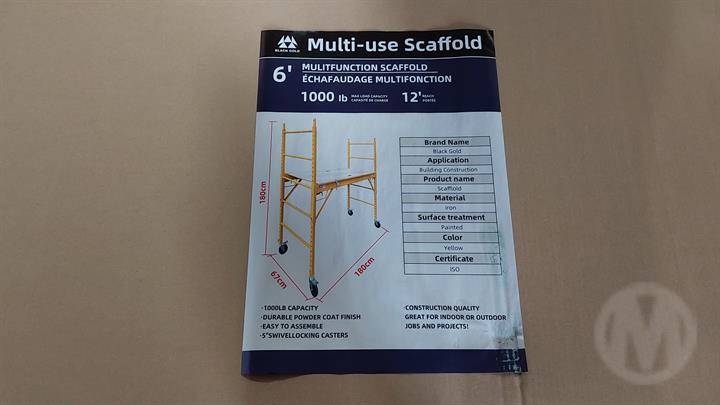 BLACK GOLD
Multi-use Scaffold
6'
MULITFUNCTION SCAFFOLD
ÉCHAFAUDAGE MULTIFONCTION
1000 lb
MAX LOAD CAPACITY
CAPACITÉ DE CHARGE
12'
REACH
PORTÉE
180cm
67cm
180cm
Brand Name
Black Gold
Application
Building Construction
Product name
Scaffold
Material
Iron
Surface treatment
Painted
Color
Yellow
Certificate
ISO
·1000LB CAPACITY
·DURABLE POWDER COAT FINISH
·EASY TO ASSEMBLE
·5"SWIVELLOCKING CASTERS
·CONSTRUCTION QUALITY
GREAT FOR INDOOR OR OUTDOOR
JOBS AND PROJECTS!
M